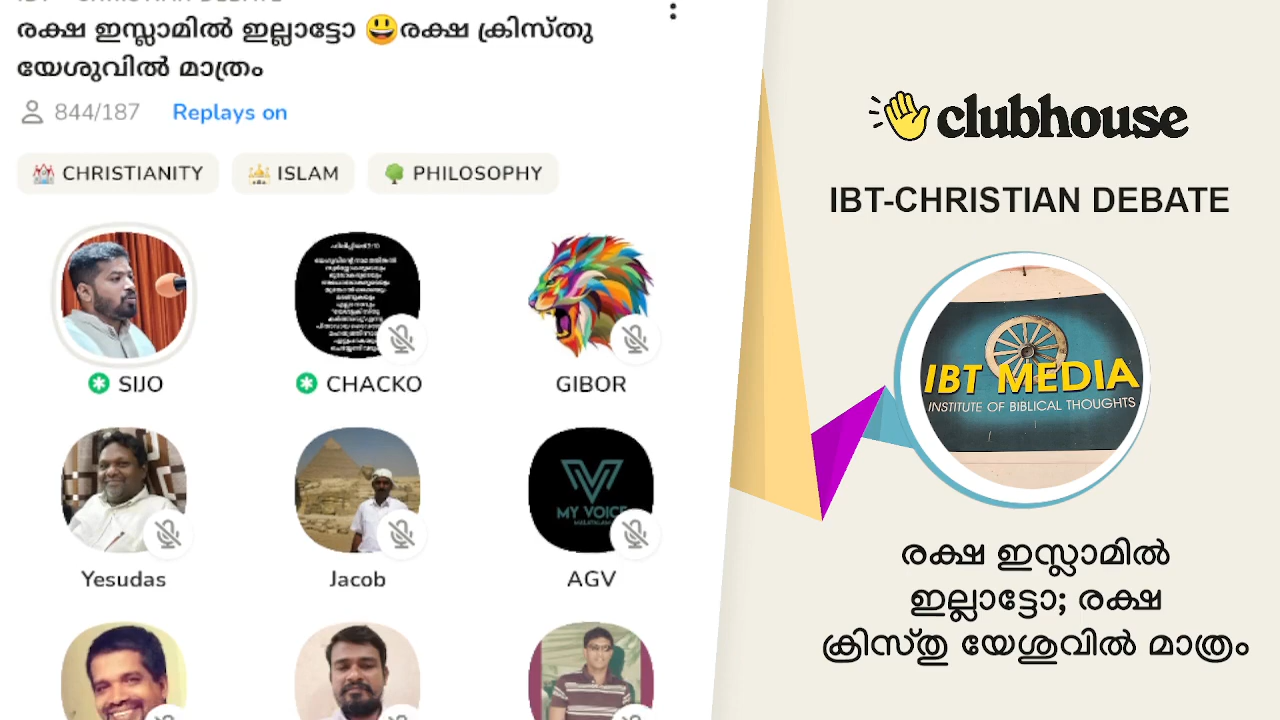 രക്ഷ ഇസ്ലാമിൽ ഇല്ലാട്ടോ 😃രക്ഷ ക്രിസ്തു
യേശുവിൽ മാത്രം
844/187 Replays on
CHRISTIANITY ISLAM PHILOSOPHY
SIJO CHACKO GIBOR
MY VOICE
Yesudas Jacob AGV
clubhouse
IBT-CHRISTIAN DEBATE
IBT MEDIA
INSTITUTE OF BIBLICAL THOUGHTS
രക്ഷ ഇസ്ലാമിൽ
ഇല്ലാട്ടോ; രക്ഷ
ക്രിസ്തു യേശുവിൽ മാത്രം